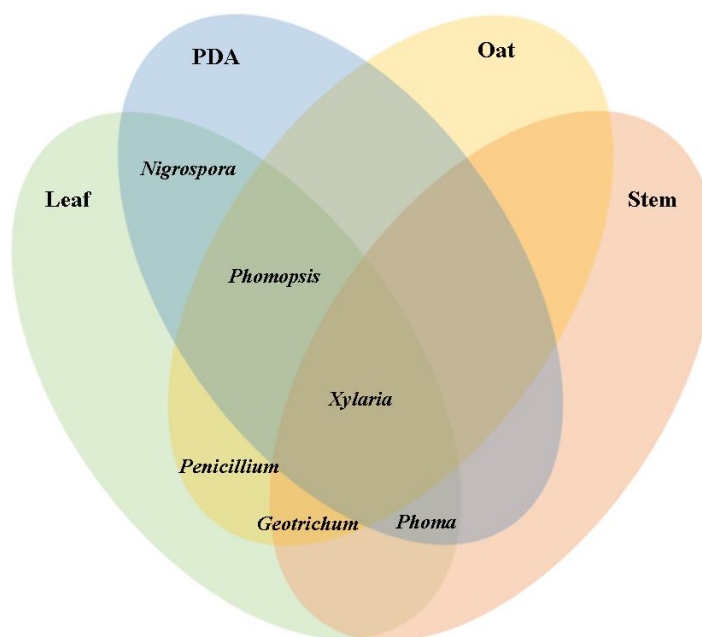 PDA
Oat
Nigrospora
Leaf
Stem
Phomopsis
Xylaria
Penicillium
Geotrichum
Phoma